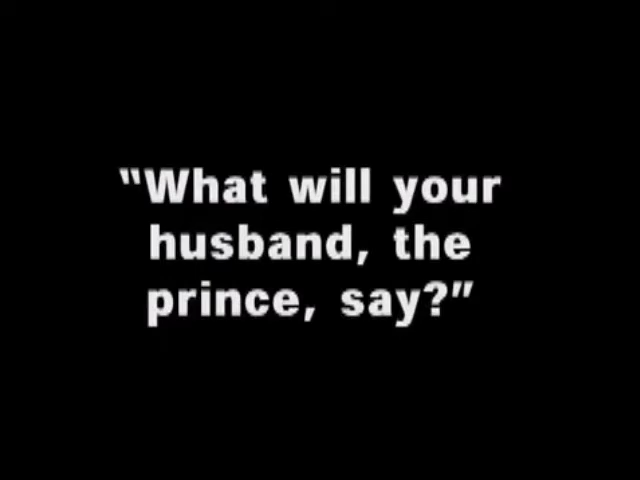 “What will your
husband, the
prince, say?”